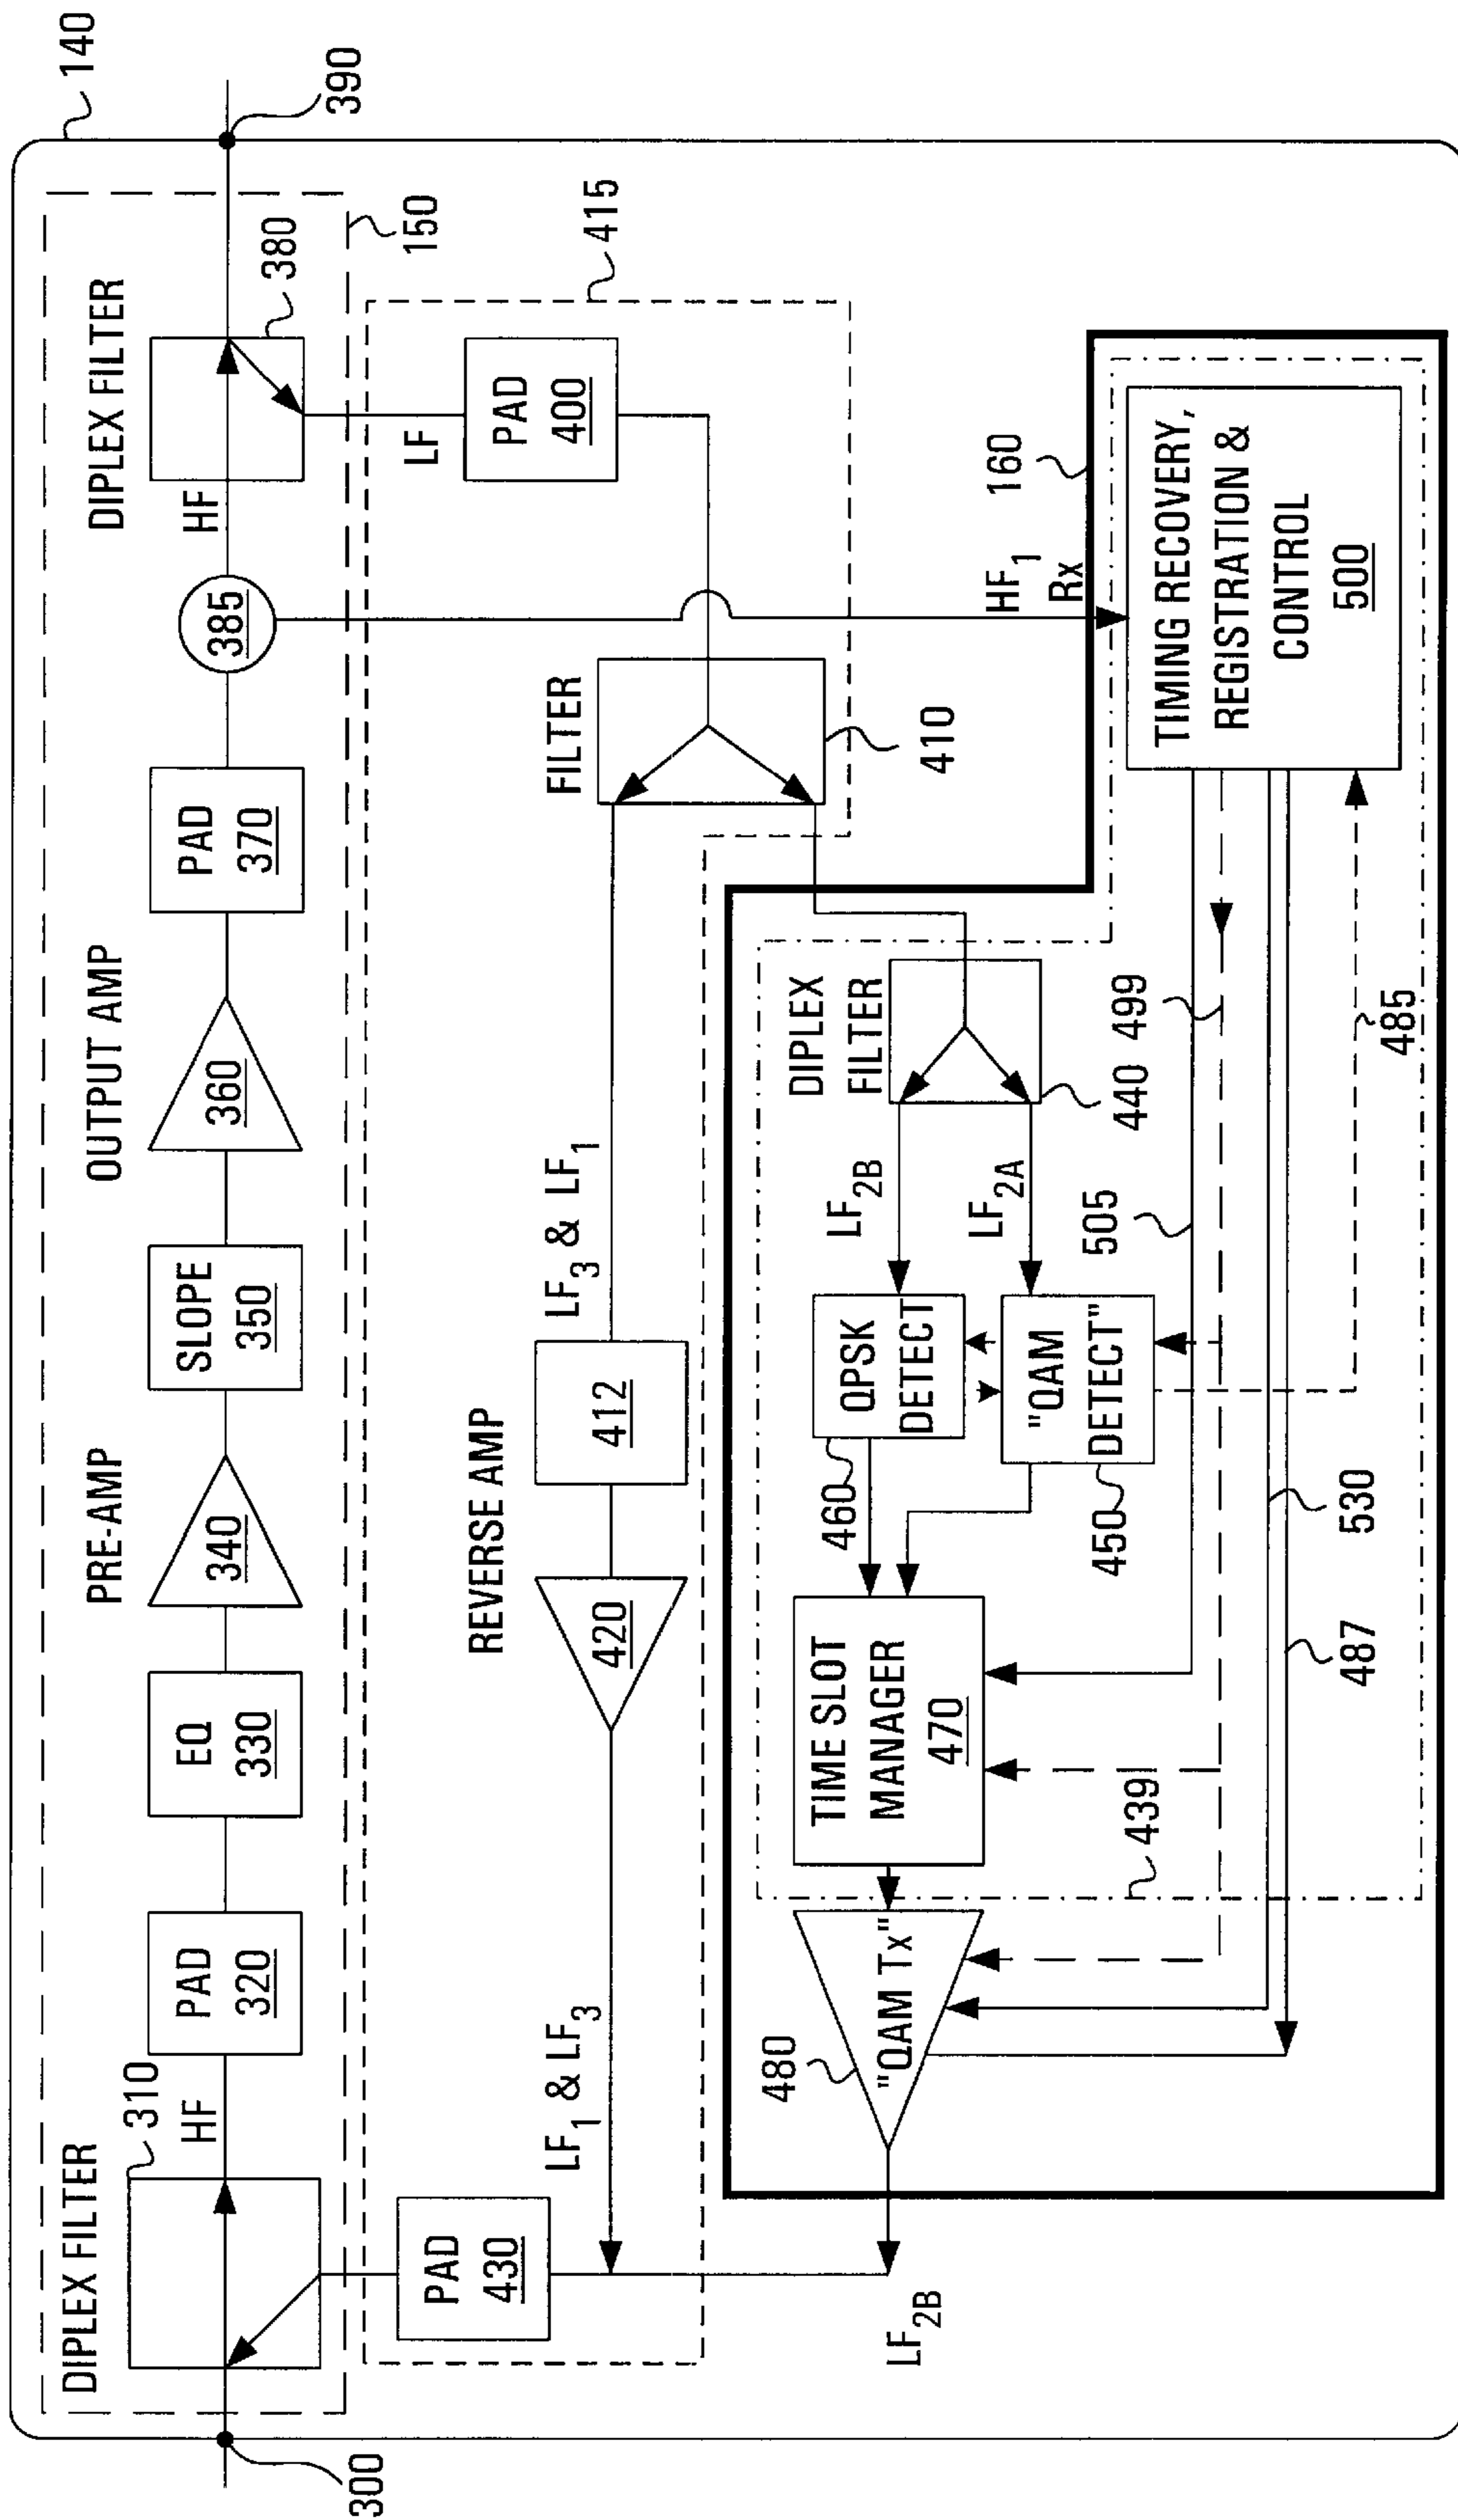 140
DIPLEX FILTER
310
HF
PAD
320
EQ
330
PRE-AMP
340
SLOPE
350
OUTPUT AMP
360
PAD
370
385
HF
DIPLEX FILTER
380
390
300
150
415
PAD
430
LF1 & LF3
REVERSE AMP
420
412
LF3 & LF1
FILTER
410
LF
PAD
400
HF1
Rx
160
LF2B
480
"QAM Tx"
TIME SLOT
MANAGER
470
439
460
QPSK
DETECT
"QAM
DETECT"
450
LF2B
LF2A
DIPLEX
FILTER
440
499
505
TIMING RECOVERY,
REGISTRATION &
CONTROL
500
487
530
485